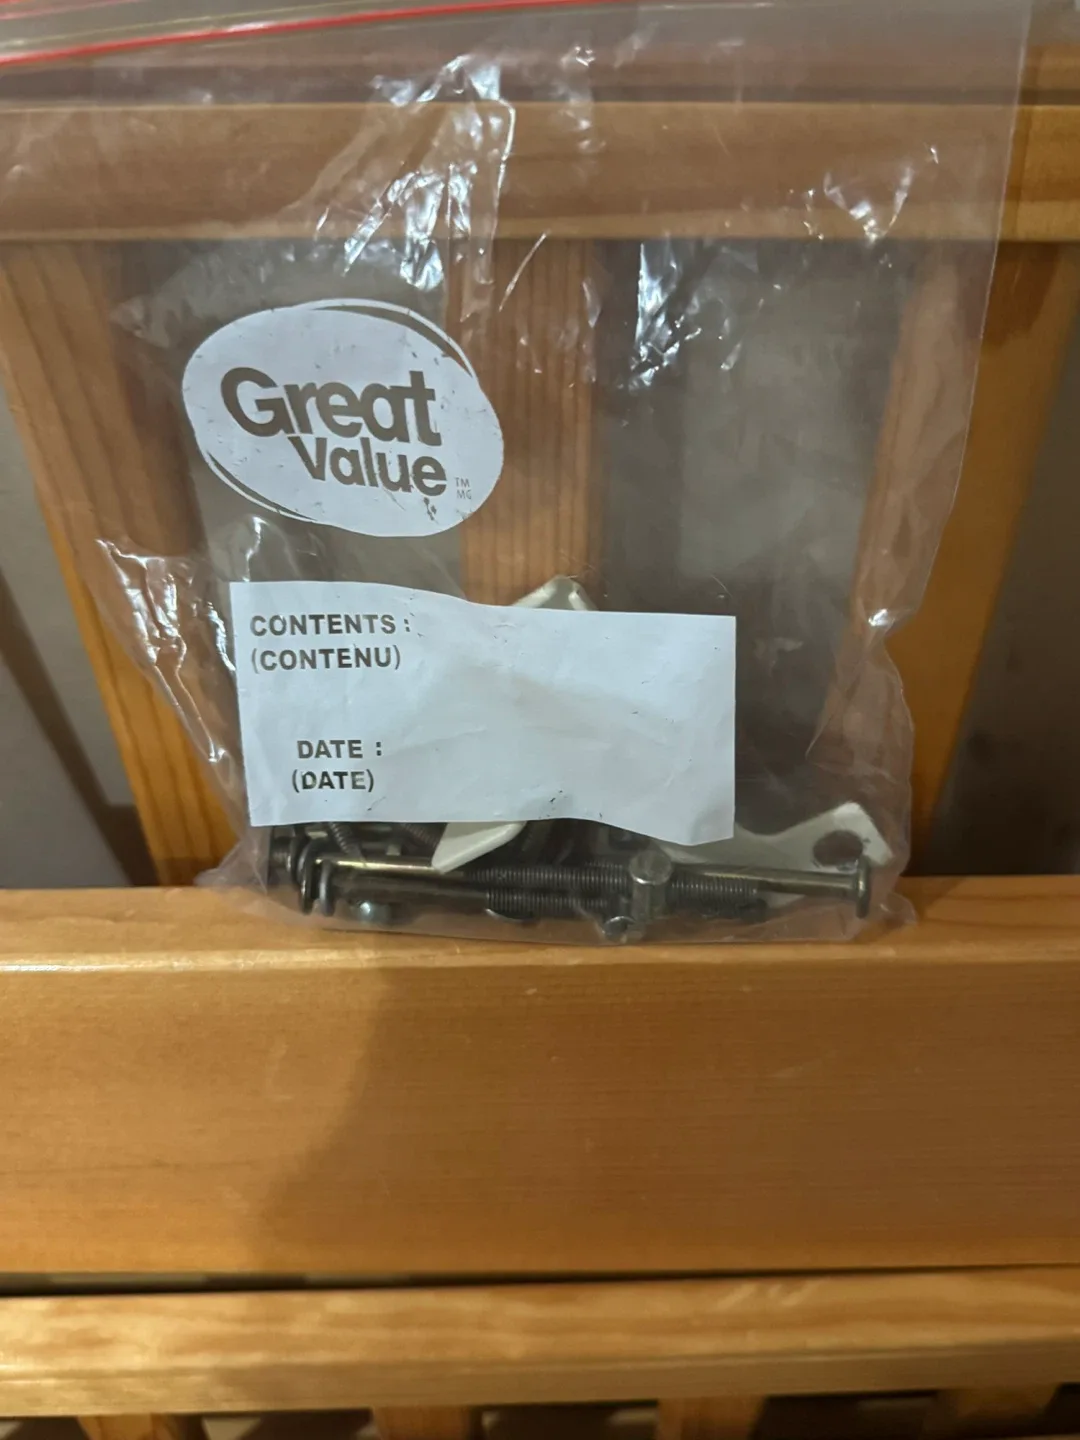 Great
Value
TM
MC
CONTENTS :
(CONTENU)
DATE :
(DATE)